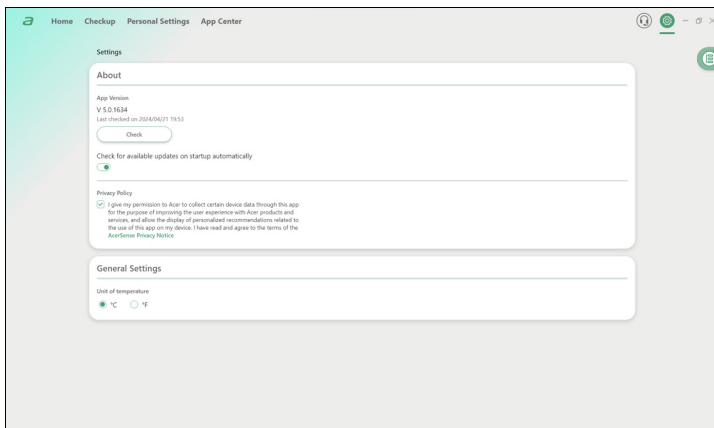 Home Checkup Personal Settings App Center
Settings
About
App Version
V 5.0.1634
Last checked on 2024/04/21 19:53
Check
Check for available updates on startup automatically
Privacy Policy
I give my permission to Acer to collect certain device data through this app
for the purpose of improving the user experience with Acer products and
services, and allow the display of personalized recommendations related to
the use of this app on my device. I have read and agree to the terms of the
AcerSense Privacy Notice
General Settings
Unit of temperature
°C °F